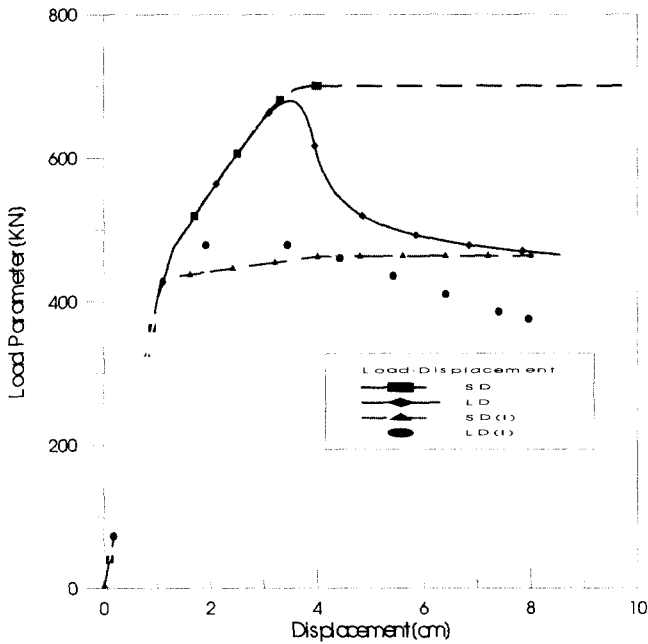 800
600
400
200
0
Load Parameter (KN)
0 2 4 6 8 10
Displacement (cm)
Load-Displacement
SD
LD
SD(I)
LD(I)